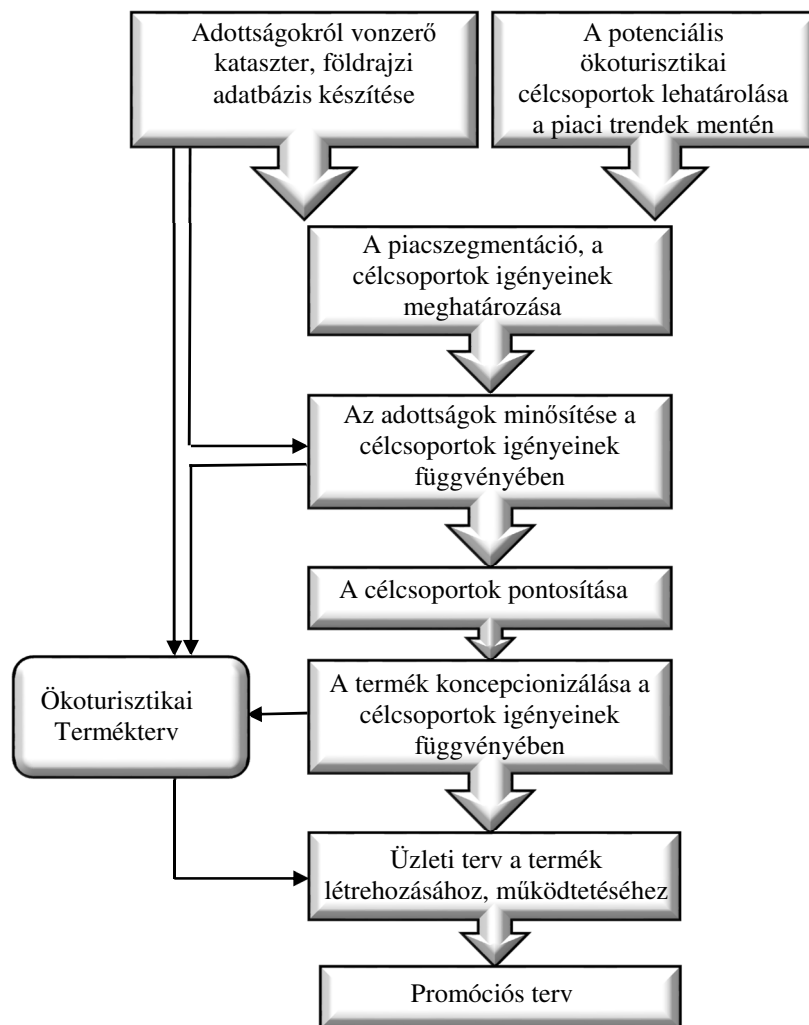 Adottságokról vonzerő
kataszter, földrajzi
adatbázis készítése
A potenciális
ökoturisztikai
célcsoportok lehatárolása
a piaci trendek mentén
A piacszegmentáció, a
célcsoportok igényeinek
meghatározása
Az adottságok minősítése a
célcsoportok igényeinek
függvényében
A célcsoportok pontosítása
Ökoturisztikai
Termékterv
A termék koncepcionizálása a
célcsoportok igényeinek
függvényében
Üzleti terv a termék
létrehozásához, működtetéséhez
Promóciós terv